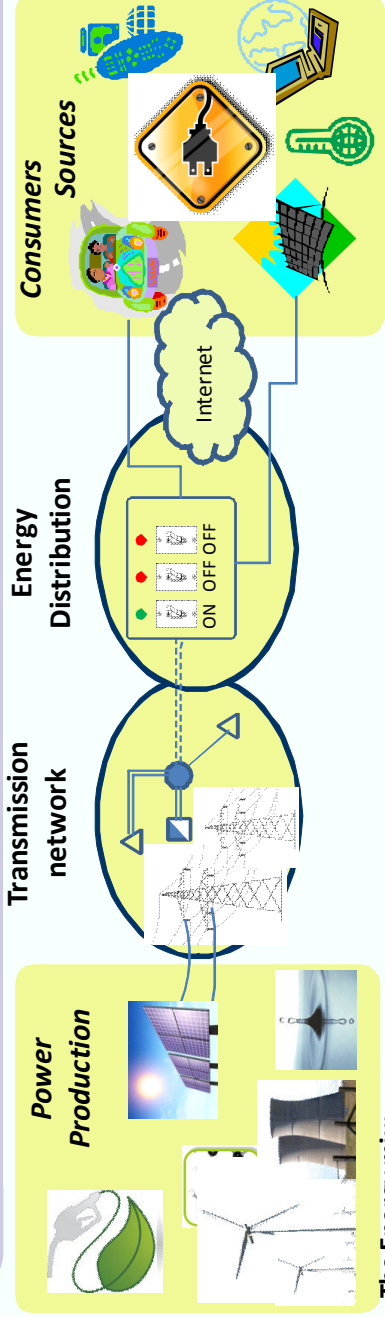 Power
Production
Transmission
network
Energy
Distribution
ON OFF OFF
Internet
Consumers
Sources